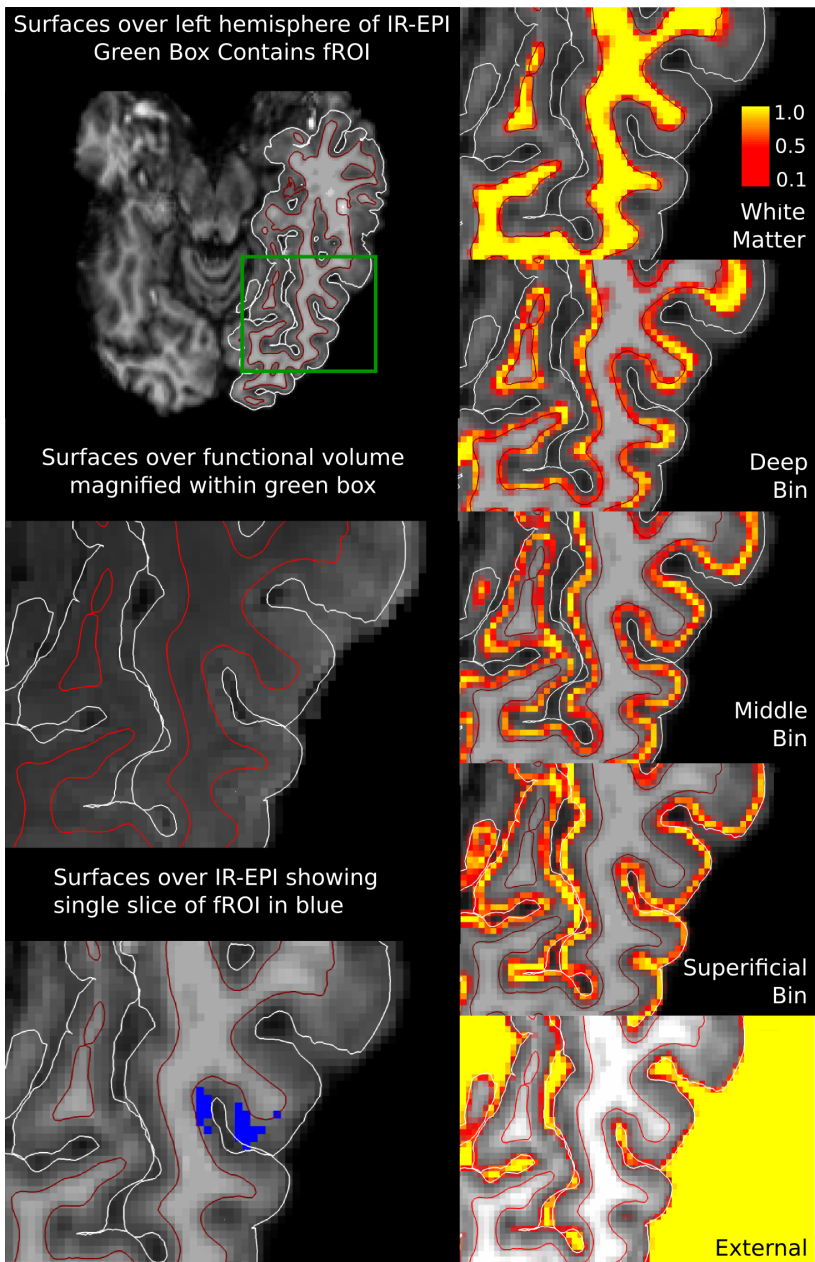 Surfaces over left hemisphere of IR-EPI
Green Box Contains fROI
1.0
0.5
0.1
White
Matter
Deep
Bin
Surfaces over functional volume
magnified within green box
Middle
Bin
Surfaces over IR-EPI showing
single slice of fROI in blue
Superificial
Bin
External